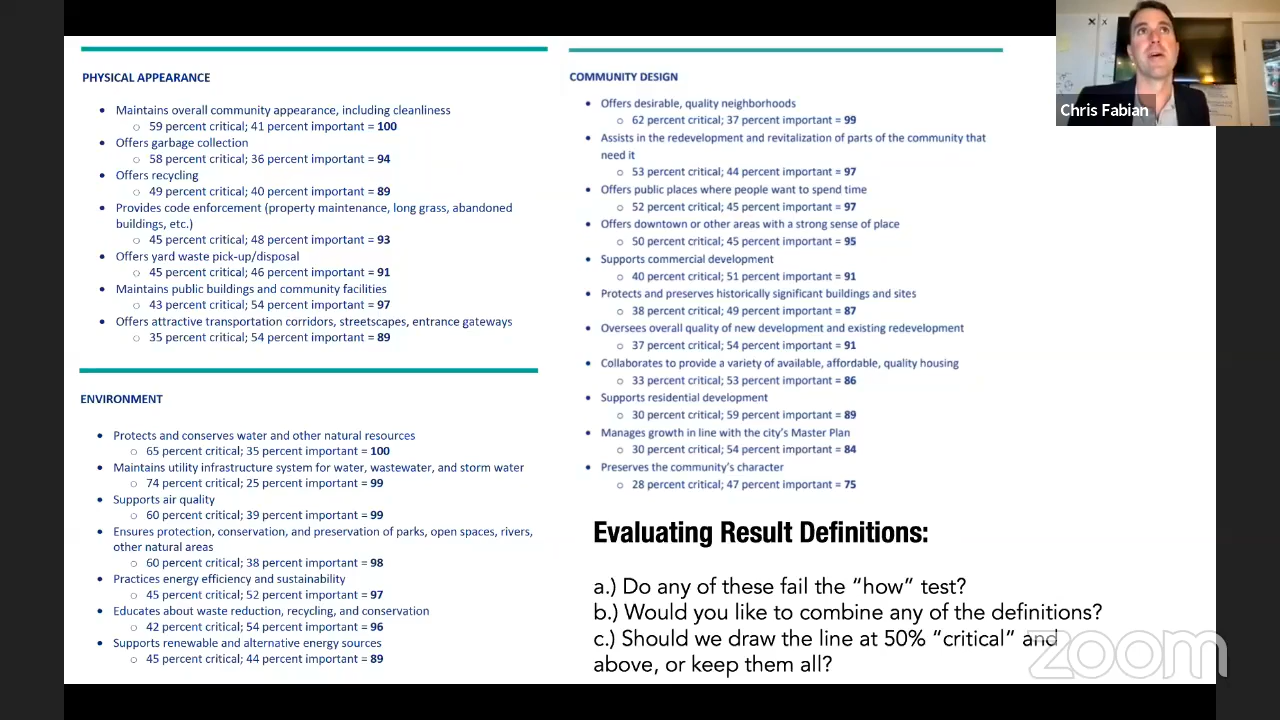 PHYSICAL APPEARANCE
• Maintains overall community appearance, including cleanliness
○ 59 percent critical; 41 percent important = 100
• Offers garbage collection
○ 58 percent critical; 36 percent important = 94
• Offers recycling
○ 49 percent critical; 40 percent important = 89
• Provides code enforcement (property maintenance, long grass, abandoned
buildings, etc.)
○ 45 percent critical; 48 percent important = 93
• Offers yard waste pick-up/disposal
○ 45 percent critical; 46 percent important = 91
• Maintains public buildings and community facilities
○ 43 percent critical; 54 percent important = 97
• Offers attractive transportation corridors, streetscapes, entrance gateways
○ 35 percent critical; 54 percent important = 89
ENVIRONMENT
• Protects and conserves water and other natural resources
○ 65 percent critical; 35 percent important = 100
• Maintains utility infrastructure system for water, wastewater, and storm water
○ 74 percent critical; 25 percent important = 99
• Supports air quality
○ 60 percent critical; 39 percent important = 99
• Ensures protection, conservation, and preservation of parks, open spaces, rivers,
other natural areas
○ 60 percent critical; 38 percent important = 98
• Practices energy efficiency and sustainability
○ 45 percent critical; 52 percent important = 97
• Educates about waste reduction, recycling, and conservation
○ 42 percent critical; 54 percent important = 96
• Supports renewable and alternative energy sources
○ 45 percent critical; 44 percent important = 89
COMMUNITY DESIGN
• Offers desirable, quality neighborhoods
○ 62 percent critical; 37 percent important = 99
• Assists in the redevelopment and revitalization of parts of the community that
need it
○ 53 percent critical; 44 percent important = 97
• Offers public places where people want to spend time
○ 52 percent critical; 45 percent important = 97
• Offers downtown or other areas with a strong sense of place
○ 50 percent critical; 45 percent important = 95
• Supports commercial development
○ 40 percent critical; 51 percent important = 91
• Protects and preserves historically significant buildings and sites
○ 38 percent critical; 49 percent important = 87
• Oversees overall quality of new development and existing redevelopment
○ 37 percent critical; 54 percent important = 91
• Collaborates to provide a variety of available, affordable, quality housing
○ 33 percent critical; 53 percent important = 86
• Supports residential development
○ 30 percent critical; 59 percent important = 89
• Manages growth in line with the city's Master Plan
○ 30 percent critical; 54 percent important = 84
• Preserves the community's character
○ 28 percent critical; 47 percent important = 75
Evaluating Result Definitions:
a.) Do any of these fail the “how” test?
b.) Would you like to combine any of the definitions?
c.) Should we draw the line at 50% “critical” and
above, or keep them all?
Chris Fabian
zoom